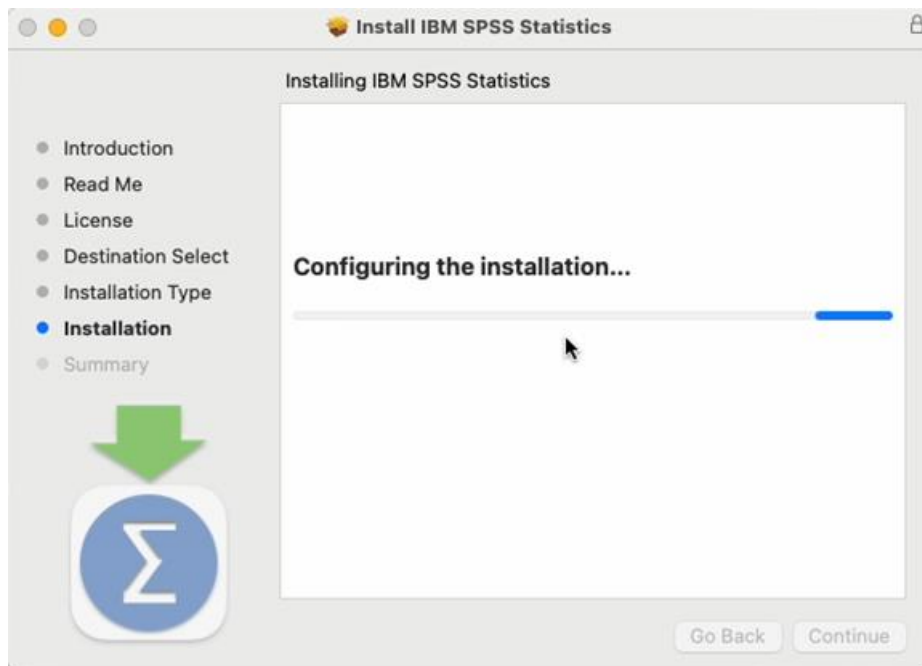 Install IBM SPSS Statistics
Installing IBM SPSS Statistics
Introduction
Read Me
License
Destination Select
Installation Type
Installation
Summary
Configuring the installation...
Σ
Go Back
Continue